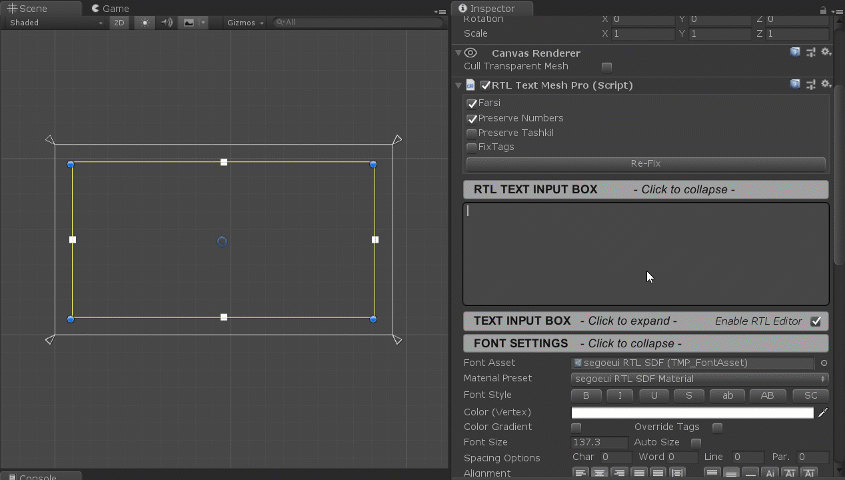 Scene
Game
Shaded
2D
Gizmos
All
Console
Inspector
Rotation X 0 Y 0 Z 0
Scale X 1 Y 1 Z 1
Canvas Renderer
Cull Transparent Mesh
RTL Text Mesh Pro (Script)
Farsi
Preserve Numbers
Preserve Tashkil
FixTags
Re-Fix
RTL TEXT INPUT BOX - Click to collapse -
TEXT INPUT BOX - Click to expand - Enable RTL Editor
FONT SETTINGS - Click to collapse -
Font Asset segoeui RTL SDF (TMP_FontAsset)
Material Preset segoeui RTL SDF Material
Font Style B I U S ab AB SC
Color (Vertex)
Color Gradient Override Tags
Font Size 137.3 Auto Size
Spacing Options Char 0 Word 0 Line 0 Par. 0
Alignment